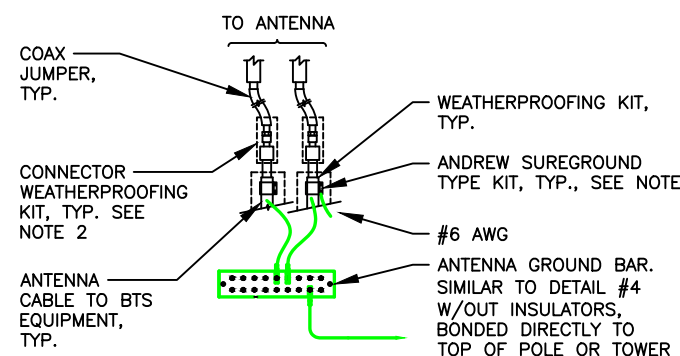 TO ANTENNA
COAX
JUMPER,
TYP.
CONNECTOR
WEATHERPROOFING
KIT, TYP. SEE
NOTE 2
ANTENNA
CABLE TO BTS
EQUIPMENT,
TYP.
WEATHERPROOFING KIT,
TYP.
ANDREW SUREGROUND
TYPE KIT, TYP., SEE NOTE
#6 AWG
ANTENNA GROUND BAR.
SIMILAR TO DETAIL #4
W/OUT INSULATORS,
BONDED DIRECTLY TO
TOP OF POLE OR TOWER